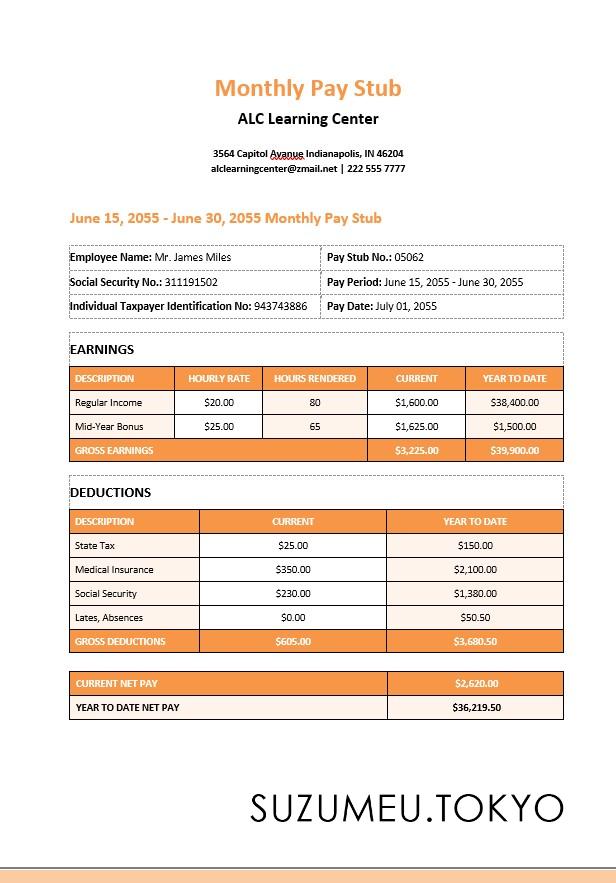 Monthly Pay Stub
ALC Learning Center
3564 Capitol Avanue Indianapolis, IN 46204
alclearningcenter@zmail.net | 222 555 7777
June 15, 2055 - June 30, 2055 Monthly Pay Stub
Employee Name: Mr. James Miles Pay Stub No.: 05062
Social Security No.: 311191502 Pay Period: June 15, 2055 - June 30, 2055
Individual Taxpayer Identification No: 943743886 Pay Date: July 01, 2055
EARNINGS
DESCRIPTION HOURLY RATE HOURS RENDERED CURRENT YEAR TO DATE
Regular Income $20.00 80 $1,600.00 $38,400.00
Mid-Year Bonus $25.00 65 $1,625.00 $1,500.00
GROSS EARNINGS $3,225.00 $39,900.00
DEDUCTIONS
DESCRIPTION CURRENT YEAR TO DATE
State Tax $25.00 $150.00
Medical Insurance $350.00 $2,100.00
Social Security $230.00 $1,380.00
Lates, Absences $0.00 $50.50
GROSS DEDUCTIONS $605.00 $3,680.50
CURRENT NET PAY $2,620.00
YEAR TO DATE NET PAY $36,219.50
SUZUMEU.TOKYO